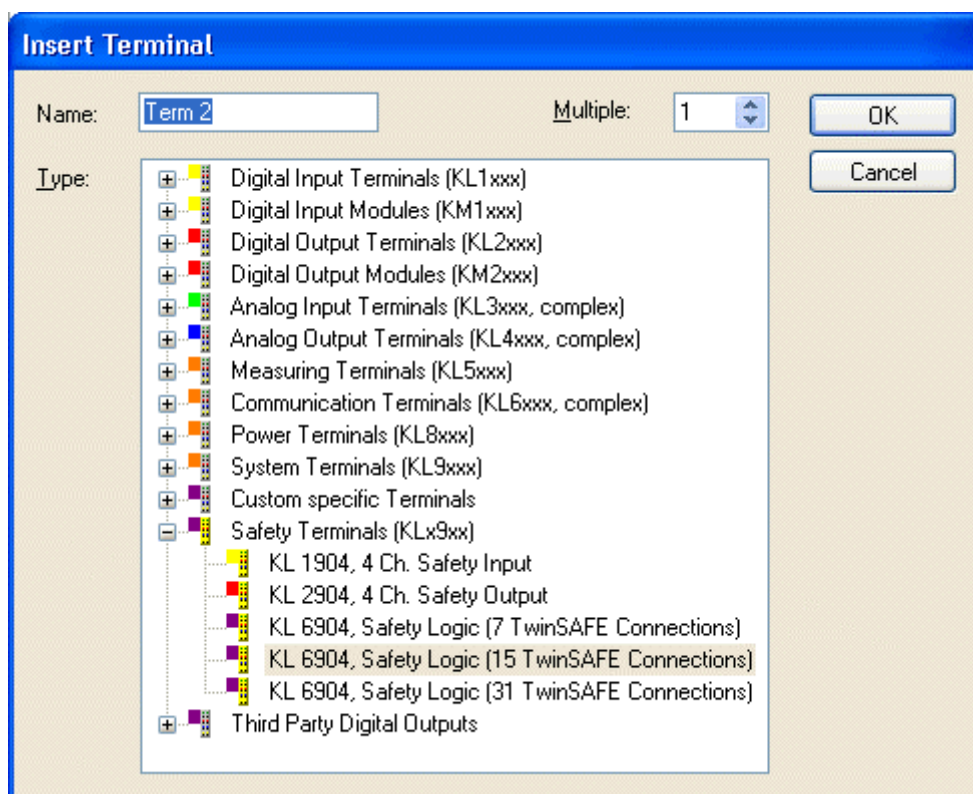 Insert Terminal
Name: Term 2 Multiple: 1 OK
Type: Cancel
Digital Input Terminals (KL1xxx)
Digital Input Modules (KM1xxx)
Digital Output Terminals (KL2xxx)
Digital Output Modules (KM2xxx)
Analog Input Terminals (KL3xxx, complex)
Analog Output Terminals (KL4xxx, complex)
Measuring Terminals (KL5xxx)
Communication Terminals (KL6xxx, complex)
Power Terminals (KL8xxx)
System Terminals (KL9xxx)
Custom specific Terminals
Safety Terminals (KLx9xx)
KL 1904, 4 Ch. Safety Input
KL 2904, 4 Ch. Safety Output
KL 6904, Safety Logic (7 TwinSAFE Connections)
KL 6904, Safety Logic (15 TwinSAFE Connections)
KL 6904, Safety Logic (31 TwinSAFE Connections)
Third Party Digital Outputs